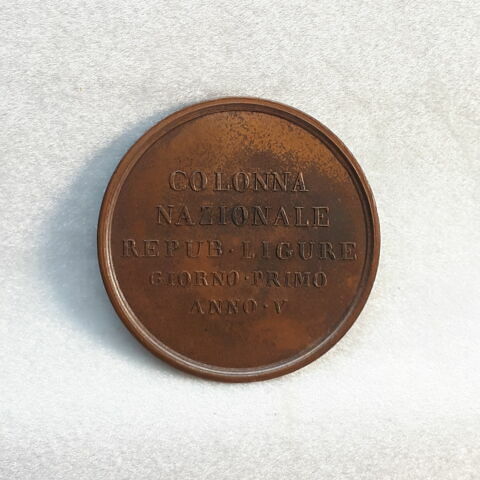 COLONNA
NAZIONALE
REPUB · LIGURE
GIORNO · PRIMO
ANNO · V